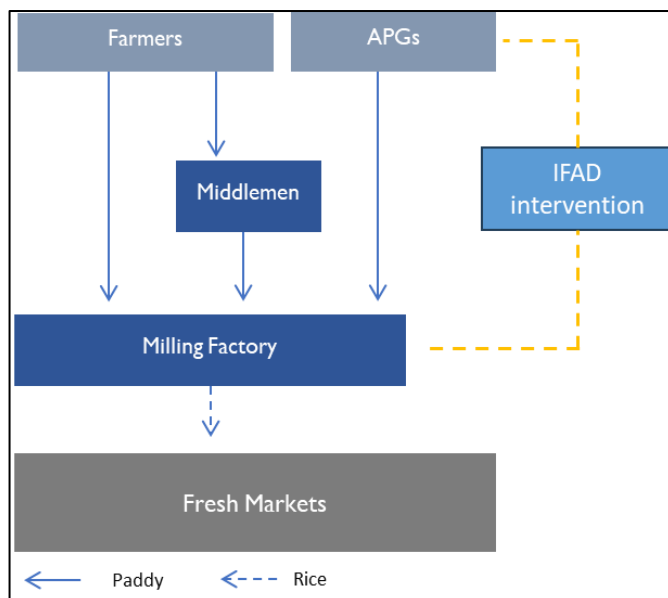 Farmers
APGs
IFAD
intervention
Middlemen
Milling Factory
Fresh Markets
Paddy
Rice